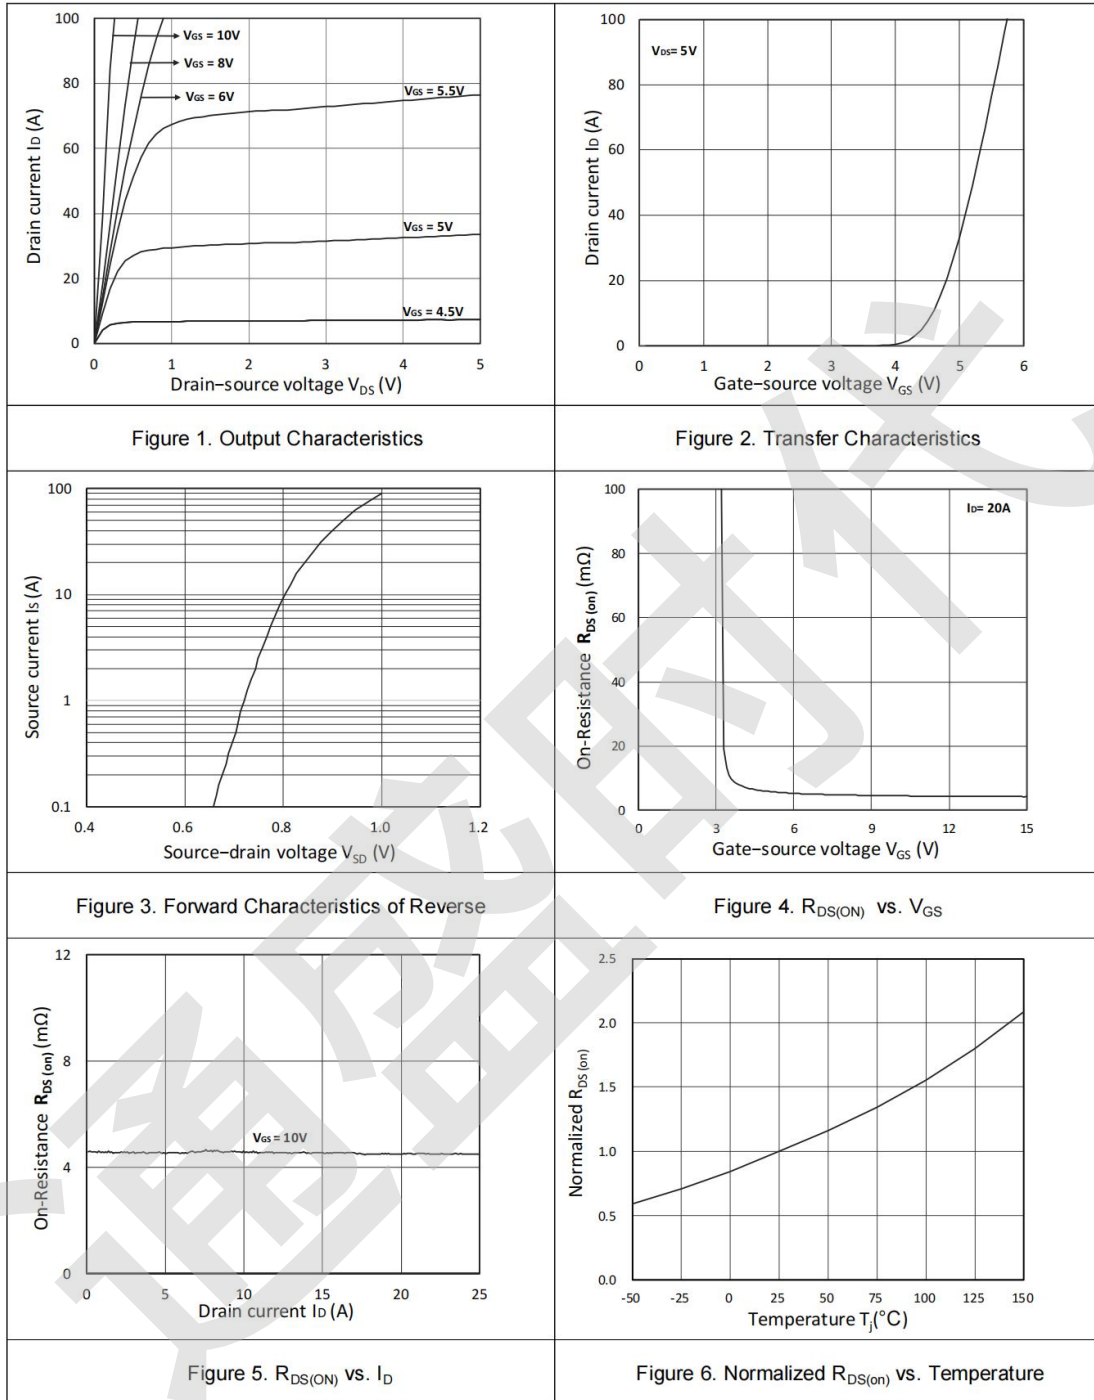 100
80
60
40
20
0
0 1 2 3 4 5
Drain current ID (A)
Drain−source voltage VDS (V)
VGS = 10V
VGS = 8V
VGS = 6V
VGS = 5.5V
VGS = 5V
VGS = 4.5V
Figure 1. Output Characteristics
100
80
60
40
20
0
0 1 2 3 4 5 6
Drain current ID (A)
Gate−source voltage VGS (V)
VDS= 5V
Figure 2. Transfer Characteristics
100
10
1
0.1
0.4 0.6 0.8 1.0 1.2
Source current IS (A)
Source−drain voltage VSD (V)
Figure 3. Forward Characteristics of Reverse
100
80
60
40
20
0
0 3 6 9 12 15
On-Resistance RDS (on) (mΩ)
Gate−source voltage VGS (V)
ID= 20A
Figure 4. RDS(ON) vs. VGS
12
8
4
0
0 5 10 15 20 25
On-Resistance RDS (on) (mΩ)
Drain current ID (A)
VGS = 10V
Figure 5. RDS(ON) vs. ID
2.5
2.0
1.5
1.0
0.5
0.0
-50 -25 0 25 50 75 100 125 150
Normalized RDS (on)
Temperature Tj(°C)
Figure 6. Normalized RDS(on) vs. Temperature
通盛时代